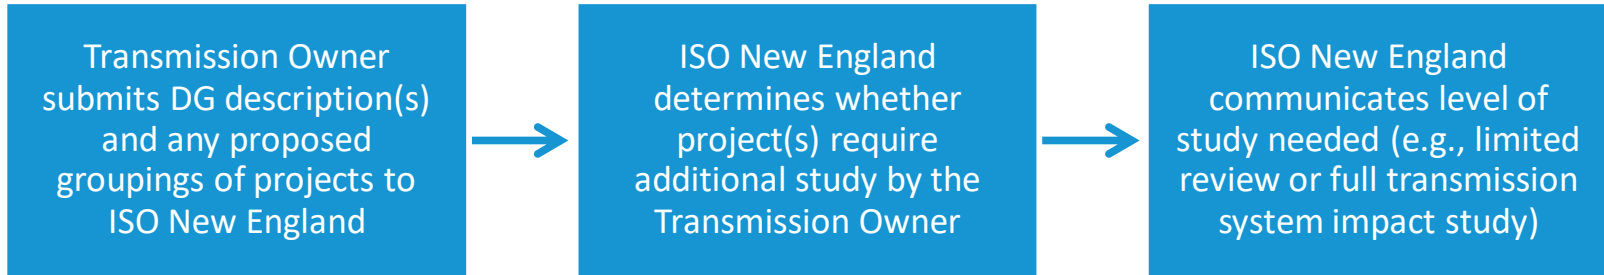 Transmission Owner
submits DG description(s)
and any proposed
groupings of projects to
ISO New England
ISO New England
determines whether
project(s) require
additional study by the
Transmission Owner
ISO New England
communicates level of
study needed (e.g., limited
review or full transmission
system impact study)